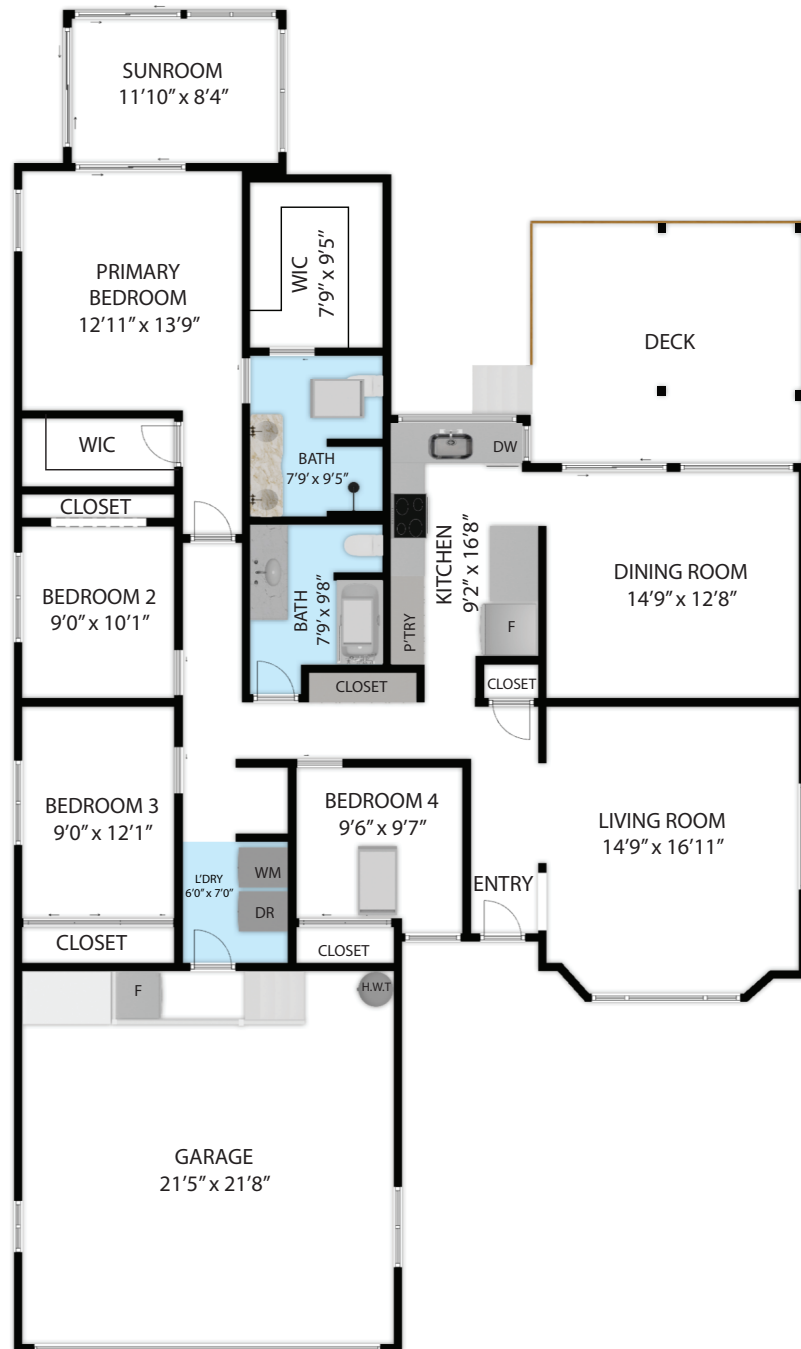 SUNROOM
11’10” x 8’4”
PRIMARY
BEDROOM
12’11” x 13’9”
WIC
7’9” x 9’5”
DECK
WIC
BATH
7’9’ x 9’5”
DW
CLOSET
KITCHEN
9’2” x 16’8”
BEDROOM 2
9’0” x 10’1”
BATH
7’9’ x 9’8”
P’TRY
F
DINING ROOM
14’9” x 12’8”
CLOSET
CLOSET
BEDROOM 3
9’0” x 12’1”
BEDROOM 4
9’6” x 9’7”
LIVING ROOM
14’9” x 16’11”
L’DRY
6’0” x 7’0”
WM
DR
ENTRY
CLOSET
CLOSET
F
H.W.T
GARAGE
21’5” x 21’8”